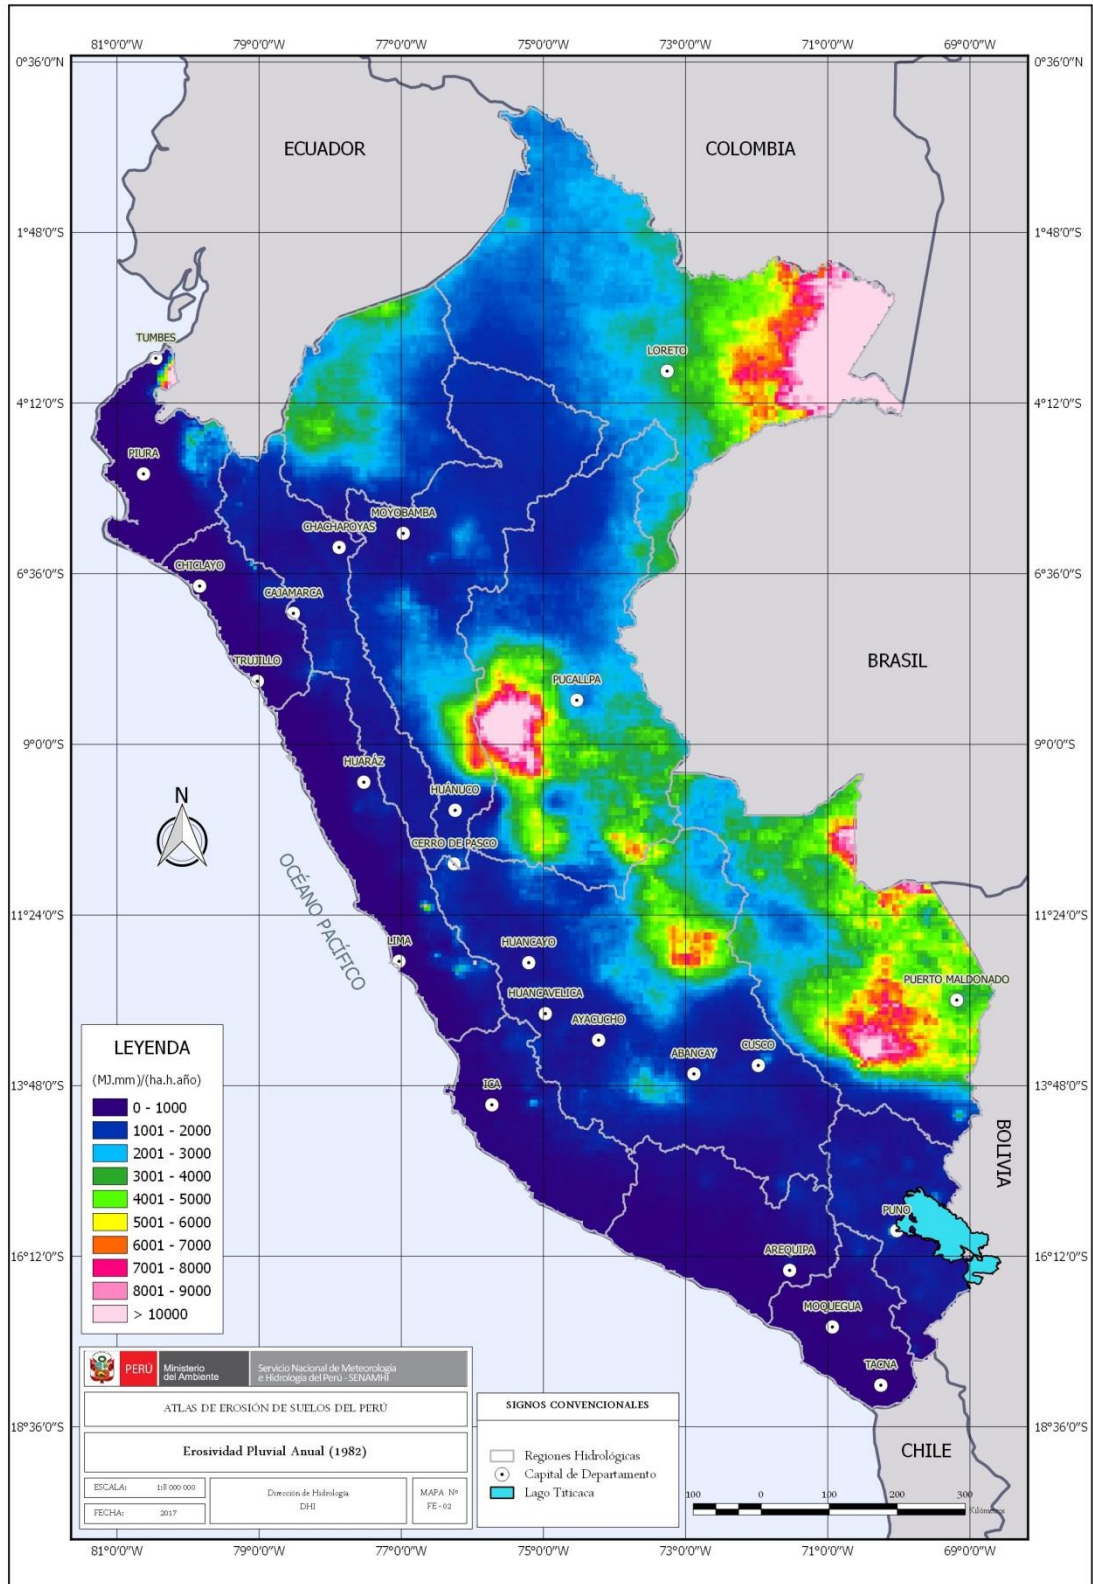 81°0'0"W 79°0'0"W 77°0'0"W 75°0'0"W 73°0'0"W 71°0'0"W 69°0'0"W
0°36'0"N 0°36'0"N
ECUADOR COLOMBIA
1°48'0"S 1°48'0"S
TUMBES
LORETO
4°12'0"S 4°12'0"S
PIURA
MOYOBAMBA
CHACHAPOYAS
CHICLAYO
6°36'0"S 6°36'0"S
CAJAMARCA
TRUJILLO
PUCALLPA
BRASIL
9°0'0"S 9°0'0"S
HUARÁZ
HUÁNUCO
N
CERRO DE PASCO
OCÉANO PACÍFICO
11°24'0"S 11°24'0"S
LIMA
HUANCAYO
PUERTO MALDONADO
HUANCAVELICA
AYACUCHO
ABANCAY
CUSCO
13°48'0"S 13°48'0"S
ICA
BOLIVIA
PUNO
16°12'0"S 16°12'0"S
AREQUIPA
MOQUEGUA
TACNA
18°36'0"S 18°36'0"S
CHILE
LEYENDA
(MJ.mm)/(ha.h.año)
0 - 1000
1001 - 2000
2001 - 3000
3001 - 4000
4001 - 5000
5001 - 6000
6001 - 7000
7001 - 8000
8001 - 9000
> 10000
PERÚ
Ministerio
del Ambiente
Servicio Nacional de Meteorología
e Hidrología del Perú - SENAMHI
ATLAS DE EROSIÓN DE SUELOS DEL PERÚ
Erosividad Pluvial Anual (1982)
ESCALA: 1:8 000 000
FECHA: 2017
Dirección de Hidrología
DHI
MAPA Nº
FE - 02
SIGNOS CONVENCIONALES
Regiones Hidrológicas
Capital de Departamento
Lago Titicaca
100 0 100 200 300
Kilómetros
81°0'0"W 79°0'0"W 77°0'0"W 75°0'0"W 73°0'0"W 71°0'0"W 69°0'0"W